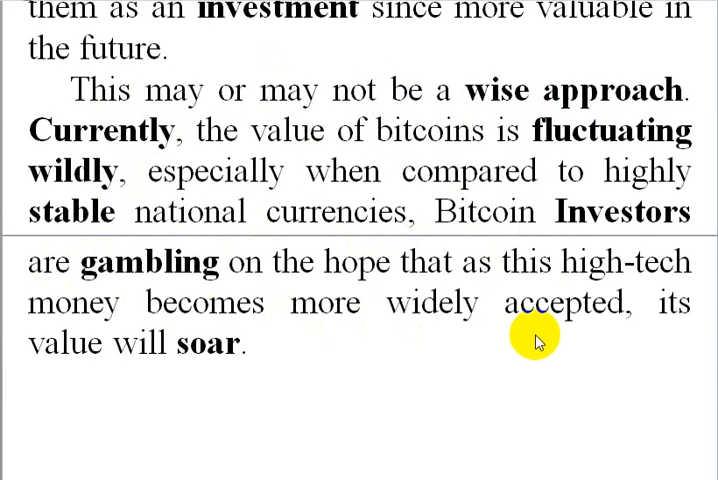 them as an investment since more valuable in
the future.
This may or may not be a wise approach.
Currently, the value of bitcoins is fluctuating
wildly, especially when compared to highly
stable national currencies, Bitcoin Investors
are gambling on the hope that as this high-tech
money becomes more widely accepted, its
value will soar.